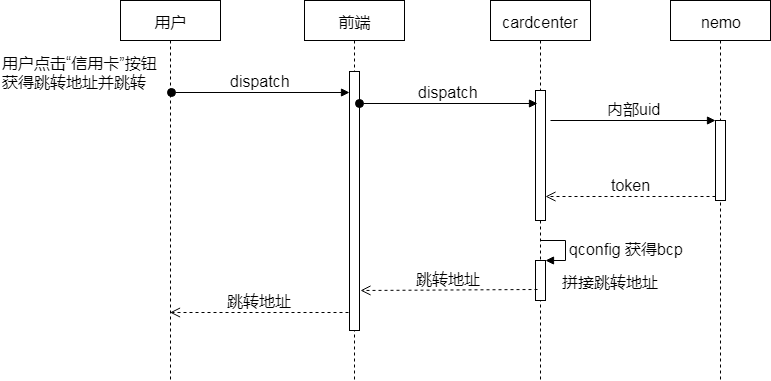 用户
前端
cardcenter
nemo
用户点击“信用卡”按钮
获得跳转地址并跳转
dispatch
dispatch
内部uid
token
qconfig 获得bcp
拼接跳转地址
跳转地址
跳转地址